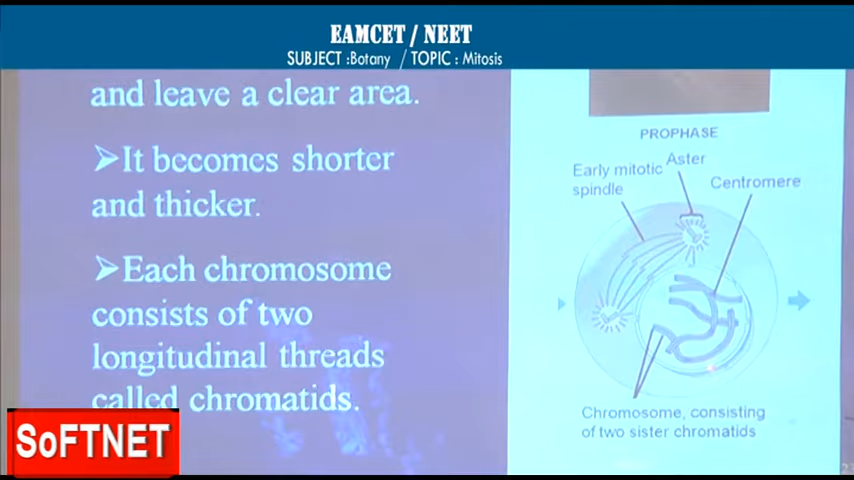 EAMCET / NEET
SUBJECT :Botany / TOPIC : Mitosis
and leave a clear area.
➢It becomes shorter
and thicker.
➢Each chromosome
consists of two
longitudinal threads
called chromatids.
PROPHASE
Aster
Early mitotic
spindle
Centromere
Chromosome, consisting
of two sister chromatids
SoFTNET